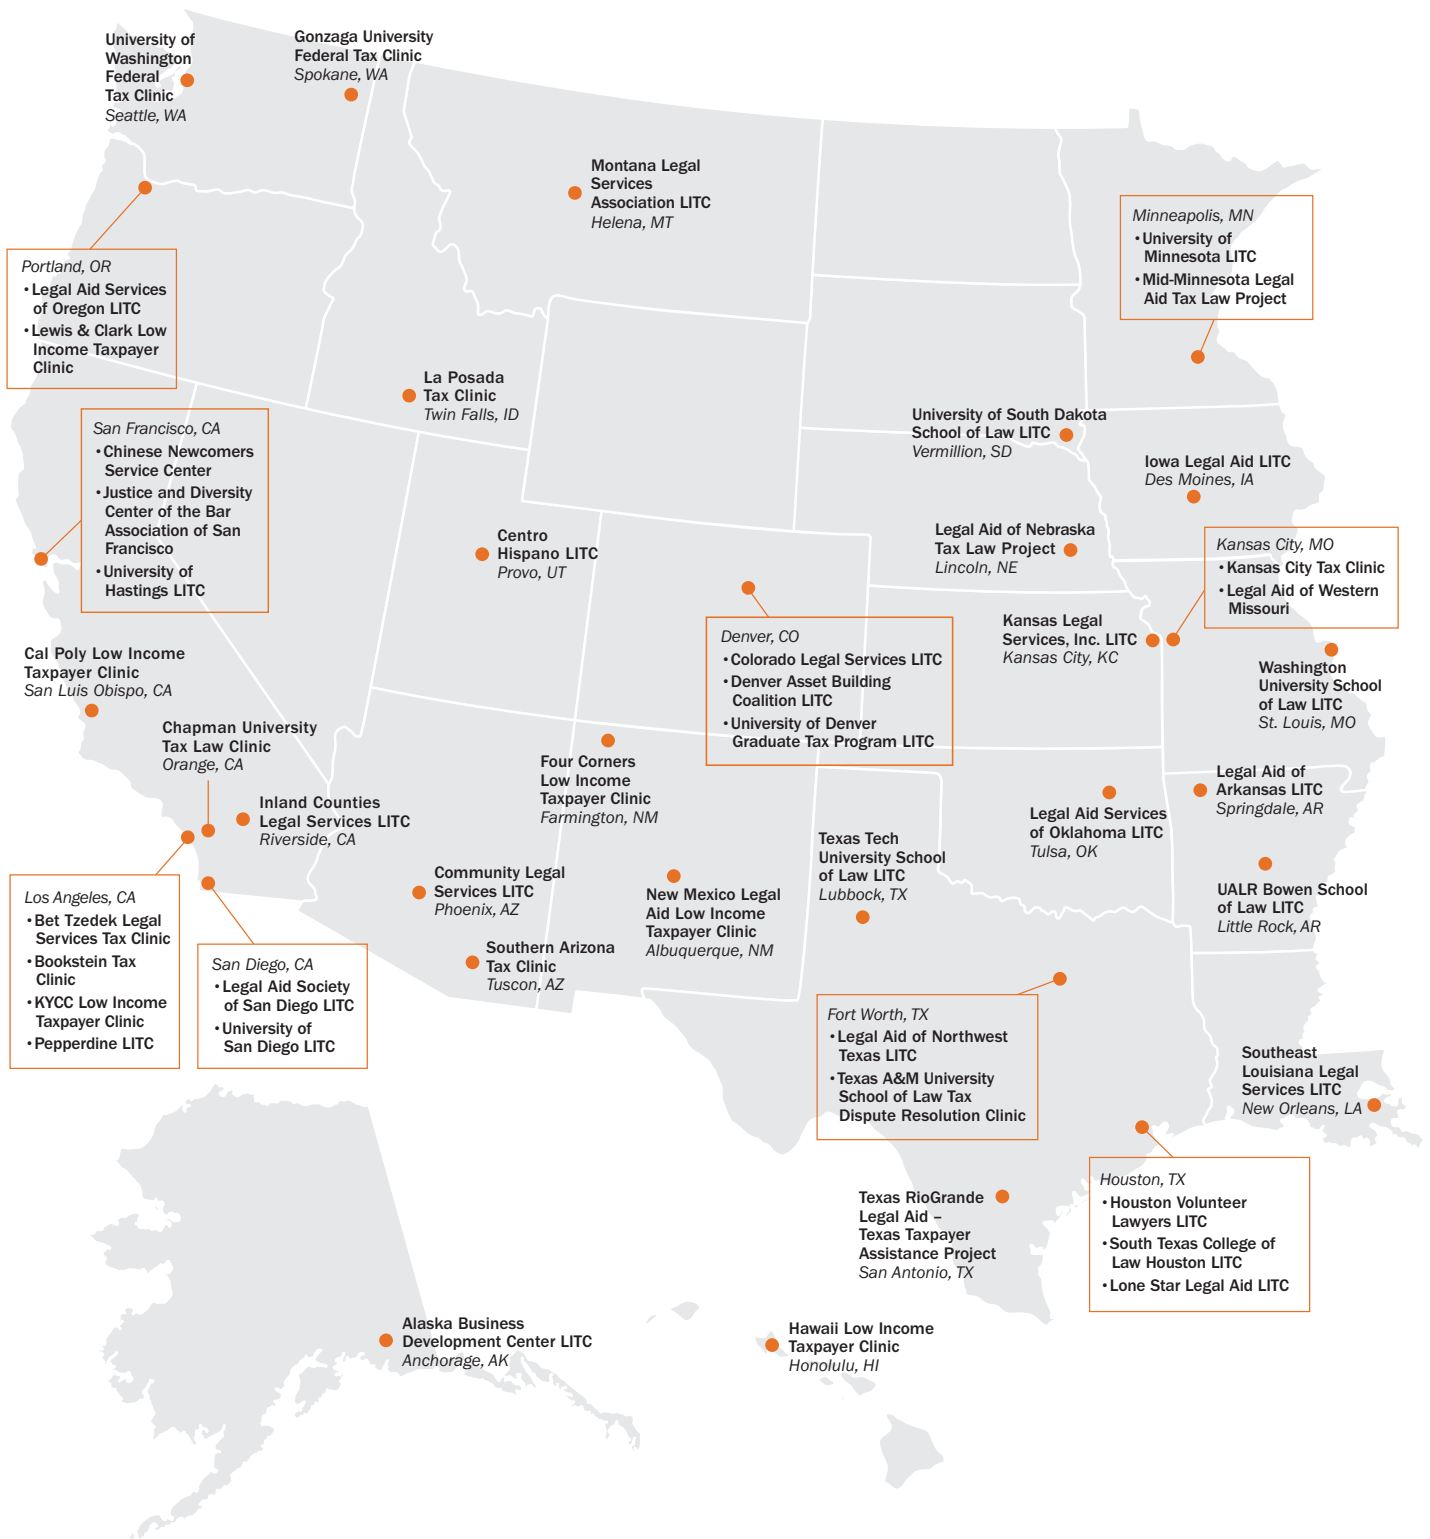 University of
Washington
Federal
Tax Clinic
Seattle, WA
Gonzaga University
Federal Tax Clinic
Spokane, WA
Montana Legal
Services
Association LITC
Helena, MT
Minneapolis, MN
•University of
Minnesota LITC
•Mid-Minnesota Legal
Aid Tax Law Project
Portland, OR
•Legal Aid Services
of Oregon LITC
•Lewis & Clark Low
Income Taxpayer
Clinic
La Posada
Tax Clinic
Twin Falls, ID
University of South Dakota
School of Law LITC
Vermillion, SD
San Francisco, CA
•Chinese Newcomers
Service Center
•Justice and Diversity
Center of the Bar
Association of San
Francisco
•University of
Hastings LITC
Iowa Legal Aid LITC
Des Moines, IA
Centro
Hispano LITC
Provo, UT
Legal Aid of Nebraska
Tax Law Project
Lincoln, NE
Kansas City, MO
•Kansas City Tax Clinic
•Legal Aid of Western
Missouri
Kansas Legal
Services, Inc. LITC
Kansas City, KC
Denver, CO
•Colorado Legal Services LITC
•Denver Asset Building
Coalition LITC
•University of Denver
Graduate Tax Program LITC
Cal Poly Low Income
Taxpayer Clinic
San Luis Obispo, CA
Washington
University School
of Law LITC
St. Louis, MO
Chapman University
Tax Law Clinic
Orange, CA
Four Corners
Low Income
Taxpayer Clinic
Farmington, NM
Legal Aid of
Arkansas LITC
Springdale, AR
Inland Counties
Legal Services LITC
Riverside, CA
Legal Aid Services
of Oklahoma LITC
Tulsa, OK
Texas Tech
University School
of Law LITC
Lubbock, TX
Community Legal
Services LITC
Phoenix, AZ
New Mexico Legal
Aid Low Income
Taxpayer Clinic
Albuquerque, NM
UALR Bowen School
of Law LITC
Little Rock, AR
Los Angeles, CA
•Bet Tzedek Legal
Services Tax Clinic
•Bookstein Tax
Clinic
•KYCC Low Income
Taxpayer Clinic
•Pepperdine LITC
Southern Arizona
Tax Clinic
Tuscon, AZ
San Diego, CA
•Legal Aid Society
of San Diego LITC
•University of
San Diego LITC
Fort Worth, TX
•Legal Aid of Northwest
Texas LITC
•Texas A&M University
School of Law Tax
Dispute Resolution Clinic
Southeast
Louisiana Legal
Services LITC
New Orleans, LA
Houston, TX
•Houston Volunteer
Lawyers LITC
•South Texas College of
Law Houston LITC
•Lone Star Legal Aid LITC
Texas RioGrande
Legal Aid –
Texas Taxpayer
Assistance Project
San Antonio, TX
Alaska Business
Development Center LITC
Anchorage, AK
Hawaii Low Income
Taxpayer Clinic
Honolulu, HI